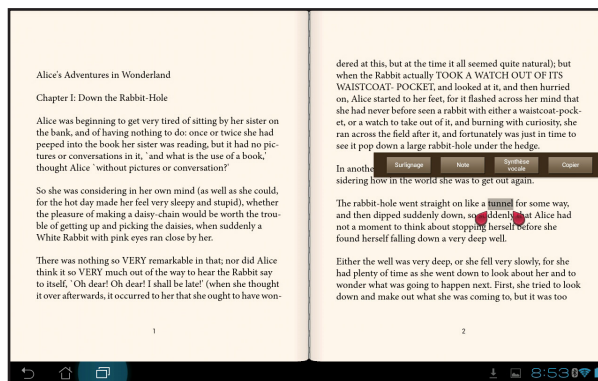 Alice's Adventures in Wonderland
Chapter I: Down the Rabbit-Hole
Alice was beginning to get very tired of sitting by her sister on
the bank, and of having nothing to do: once or twice she had
peeped into the book her sister was reading, but it had no pic-
tures or conversations in it, `and what is the use of a book,'
thought Alice `without pictures or conversation?'
So she was considering in her own mind (as well as she could,
for the hot day made her feel very sleepy and stupid), whether
the pleasure of making a daisy-chain would be worth the trou-
ble of getting up and picking the daisies, when suddenly a
White Rabbit with pink eyes ran close by her.
There was nothing so VERY remarkable in that; nor did Alice
think it so VERY much out of the way to hear the Rabbit say
to itself, `Oh dear! Oh dear! I shall be late!' (when she thought
it over afterwards, it occurred to her that she ought to have won-
1
dered at this, but at the time it all seemed quite natural); but
when the Rabbit actually TOOK A WATCH OUT OF ITS
WAISTCOAT- POCKET, and looked at it, and then hurried
on, Alice started to her feet, for it flashed across her mind that
she had never before seen a rabbit with either a waistcoat-pock-
et, or a watch to take out of it, and burning with curiosity, she
ran across the field after it, and fortunately was just in time to
see it pop down a large rabbit-hole under the hedge.
Surlignage
Note
Synthèse
vocale
Copier
In anothe
sidering how in the world she was to get out again.
The rabbit-hole went straight on like a tunnel for some way,
and then dipped suddenly down, so suddenly that Alice had
not a moment to think about stopping herself before she
found herself falling down a very deep well.
Either the well was very deep, or she fell very slowly, for she
had plenty of time as she went down to look about her and to
wonder what was going to happen next. First, she tried to look
down and make out what she was coming to, but it was too
2
8:53